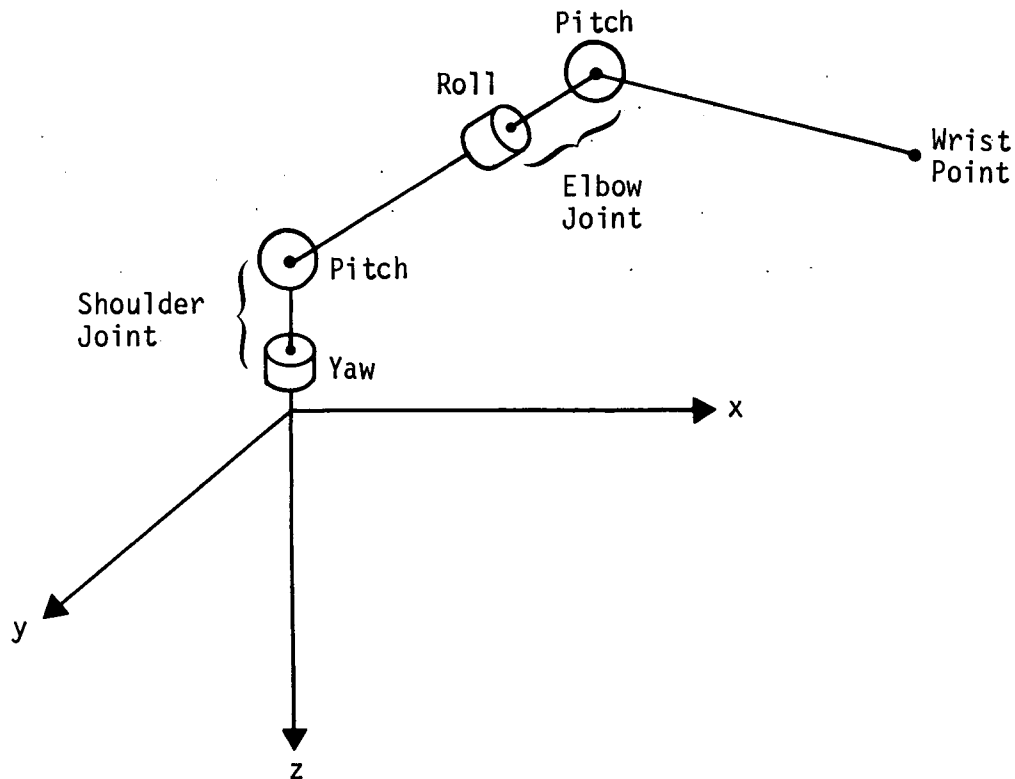 Pitch
Roll
Wrist
Point
Elbow
Joint
Pitch
Shoulder
Joint
Yaw
x
y
z